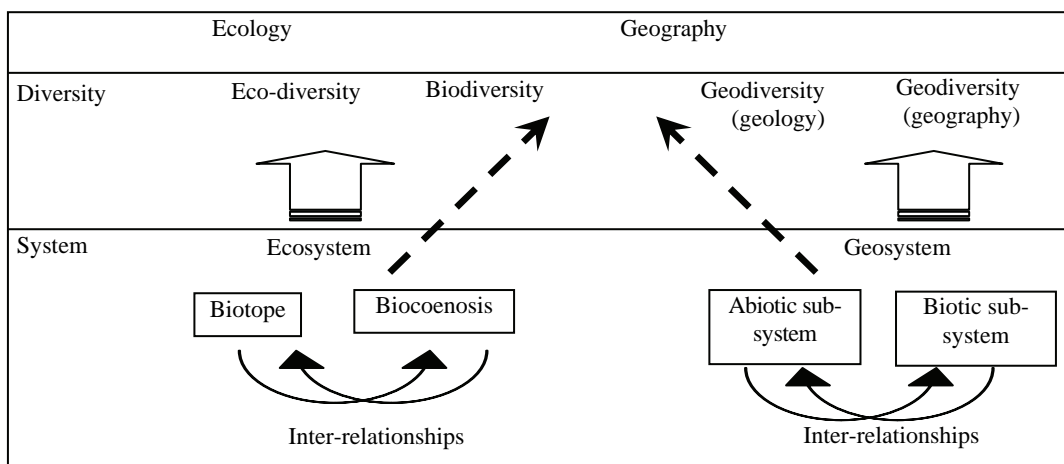 Ecology Geography
Diversity Eco-diversity Biodiversity Geodiversity Geodiversity
(geology) (geography)
System Ecosystem Geosystem
Biotope Biocoenosis Abiotic sub- Biotic sub-
system system
Inter-relationships Inter-relationships